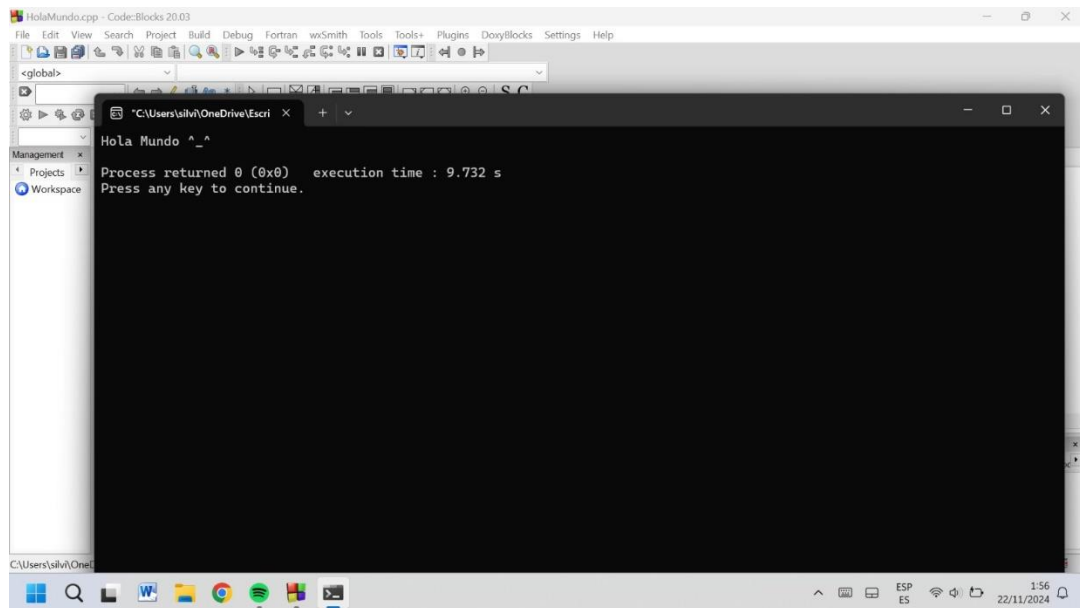 HolaMundo.cpp - Code::Blocks 20.03
File Edit View Search Project Build Debug Fortran wxSmith Tools Tools+ Plugins DoxyBlocks Settings Help
<global>
S C
"C:\Users\silvi\OneDrive\Escri
Hola Mundo ^_^
Management
Projects
Process returned 0 (0x0) execution time : 9.732 s
Workspace
Press any key to continue.
C:\Users\silvi\One
ESP
ES
1:56
22/11/2024